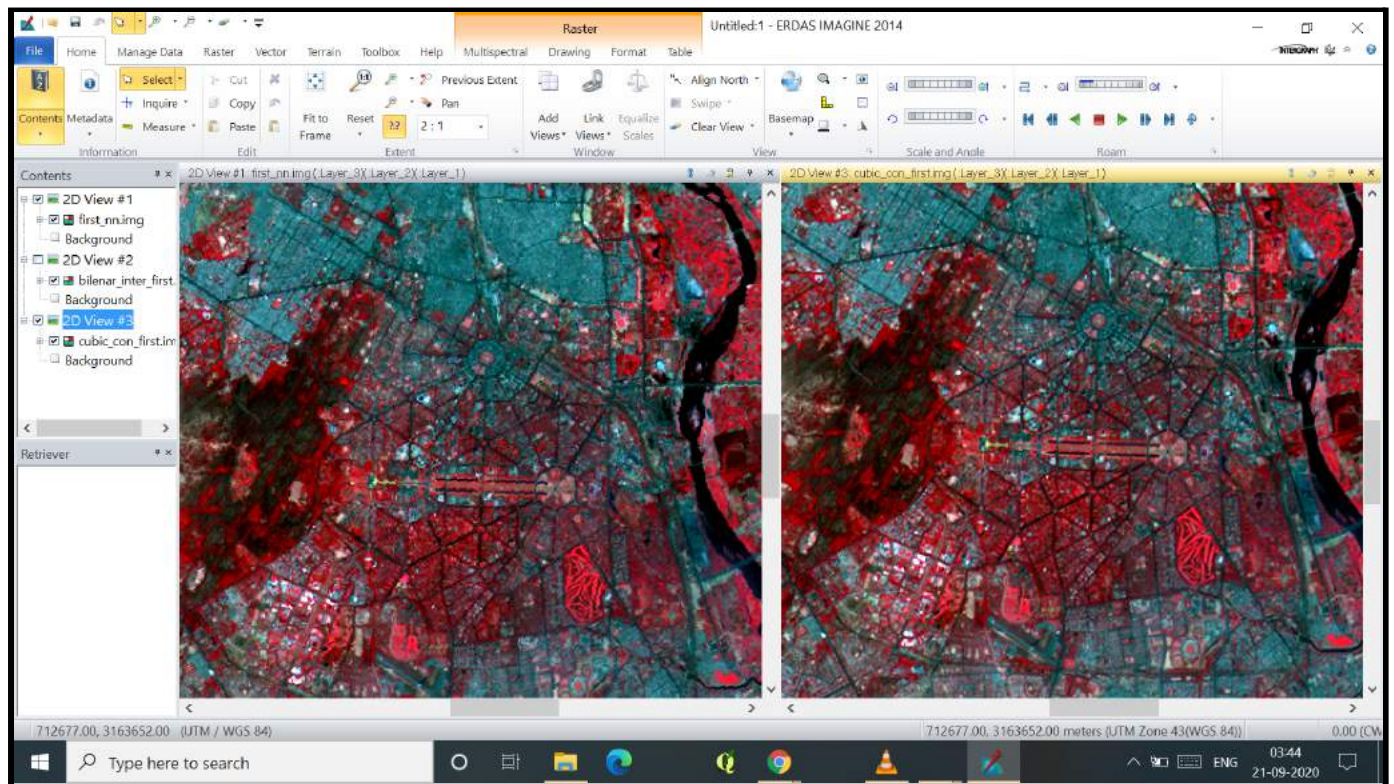 Raster
Untitled:1 - ERDAS IMAGINE 2014
File Home Manage Data Raster Vector Terrain Toolbox Help Multispectral Drawing Format Table
INTERGRAPH
Select Cut Previous Extent Align North
Inquire Copy Pan Swipe
Contents Metadata Measure Paste Fit to Frame Reset 2:1 Add Views Link Views Equalize Scales Clear View Basemap
Information Edit Extent Window View Scale and Angle Roam
Contents
2D View #1: first_nn.img (:Layer_3)(:Layer_2)(:Layer_1)
2D View #3: cubic_con_first.img (:Layer_3)(:Layer_2)(:Layer_1)
2D View #1
first_nn.img
Background
2D View #2
bilenar_inter_first.
Background
2D View #3
cubic_con_first.im
Background
Retriever
712677.00, 3163652.00 (UTM / WGS 84)
712677.00, 3163652.00 meters (UTM Zone 43(WGS 84))
0.00 (CW
Type here to search
ENG
03:44
21-09-2020